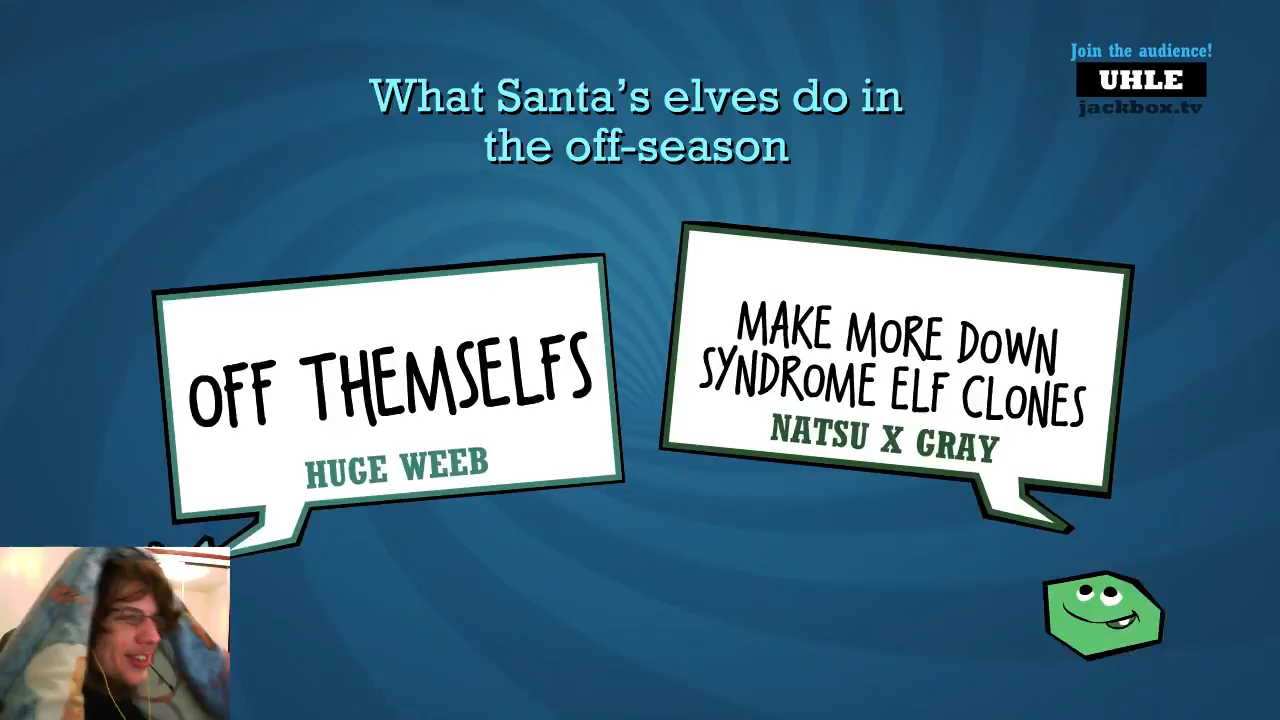 Join the audience!
UHLE
jackbox.tv
What Santa's elves do in
the off-season
OFF THEMSELFS
HUGE WEEB
MAKE MORE DOWN
SYNDROME ELF CLONES
NATSU X GRAY